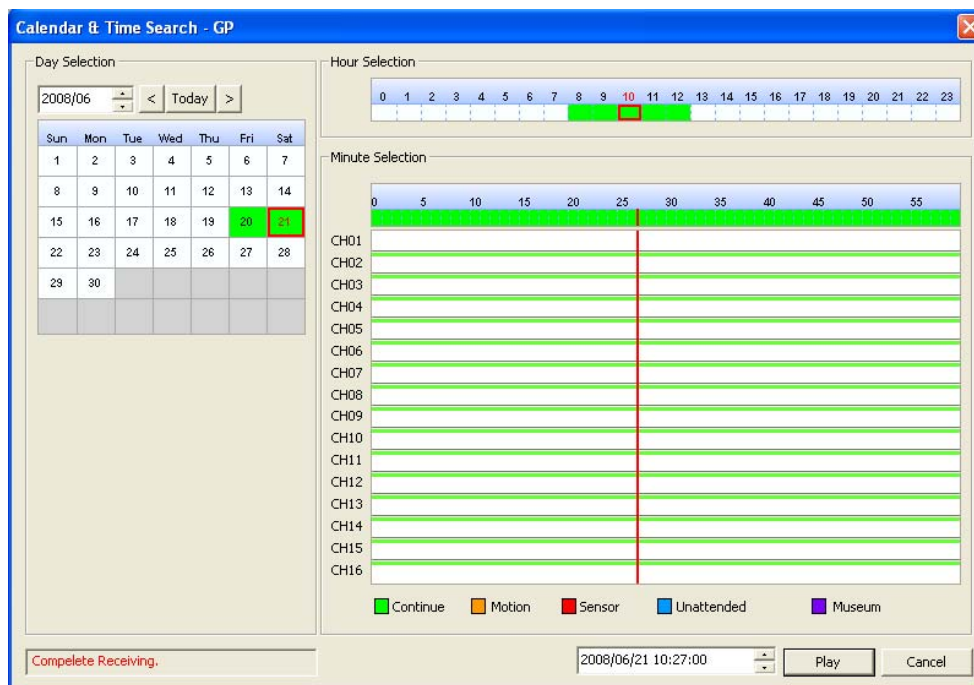 Calendar & Time Search - GP
Day Selection
2008/06 < Today >
Sun Mon Tue Wed Thu Fri Sat
1 2 3 4 5 6 7
8 9 10 11 12 13 14
15 16 17 18 19 20 21
22 23 24 25 26 27 28
29 30
Hour Selection
0 1 2 3 4 5 6 7 8 9 10 11 12 13 14 15 16 17 18 19 20 21 22 23
Minute Selection
0 5 10 15 20 25 30 35 40 45 50 55
CH01
CH02
CH03
CH04
CH05
CH06
CH07
CH08
CH09
CH10
CH11
CH12
CH13
CH14
CH15
CH16
Continue Motion Sensor Unattended Museum
Compelete Receiving.
2008/06/21 10:27:00 Play Cancel